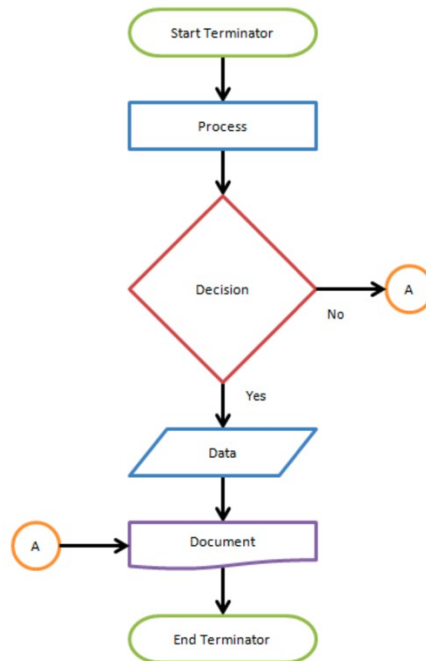 Start Terminator
Process
Decision
A
No
Yes
Data
A
Document
End Terminator